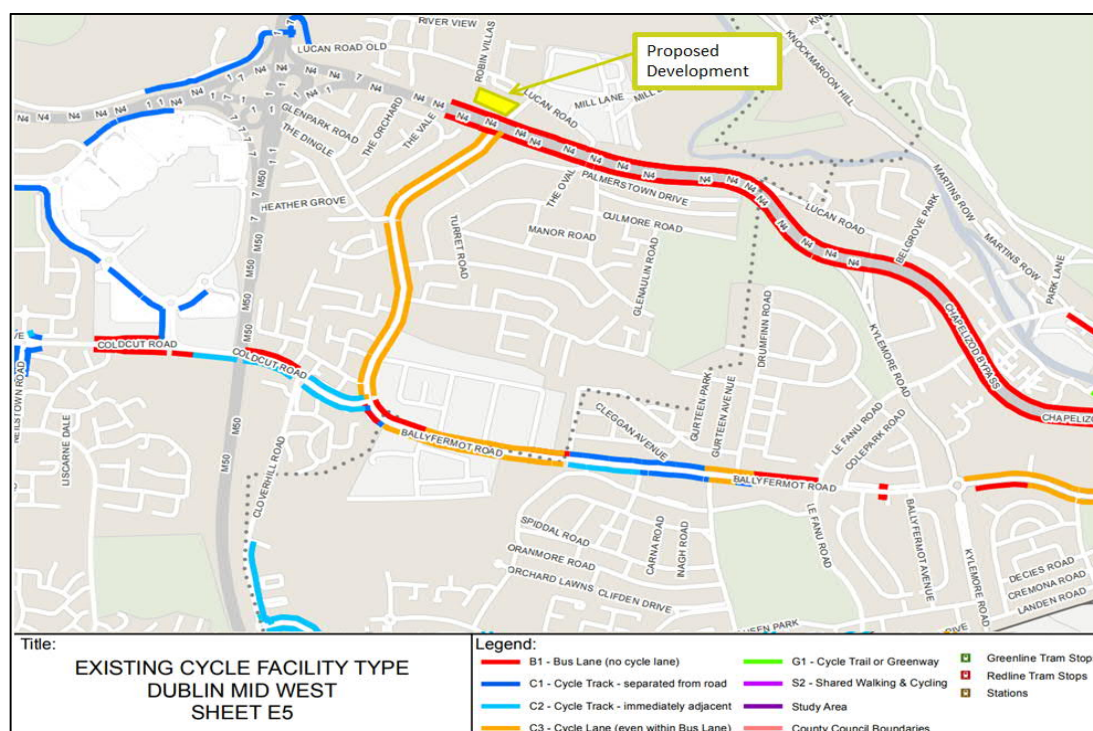 RIVER VIEW
LUCAN ROAD OLD
ROBIN VILLAS
Proposed
Development
KNOCKMAROON HILL
N4
LUCAN ROAD
MILL LANE
GLENPARK ROAD
THE DINGLE
THE ORCHARD
THE VALE
M50
HEATHER GROVE
THE OVAL
PALMERSTOWN DRIVE
CULMORE ROAD
MANOR ROAD
TURRET ROAD
GLENAULIN ROAD
LUCAN ROAD
BELGROVE PARK
MARTINS ROW
MARTINS ROW
PARK LANE
COLDCUT ROAD
COLDCUT ROAD
DRUMFINN ROAD
KYLEMORE ROAD
CHAPELIZOD BYPASS
LISCARNE DALE
CLOVERHILL ROAD
BALLYFERMOT ROAD
CLEGGAN AVENUE
GURTEEN PARK
GURTEEN AVENUE
LE FANU ROAD
COLEPARK ROAD
BALLYFERMOT ROAD
SPIDDAL ROAD
ORANMORE ROAD
ORCHARD LAWNS
CLIFDEN DRIVE
CARNA ROAD
INAGH ROAD
LE FANU ROAD
BALLYFERMOT AVENUE
KYLEMORE ROAD
DECIES ROAD
CREMONA ROAD
LANDEN ROAD
Title:
EXISTING CYCLE FACILITY TYPE
DUBLIN MID WEST
SHEET E5
Legend:
B1 - Bus Lane (no cycle lane)
C1 - Cycle Track - separated from road
C2 - Cycle Track - immediately adjacent
C3 - Cycle Lane (even within Bus Lane)
G1 - Cycle Trail or Greenway
S2 - Shared Walking & Cycling
Study Area
County Council Boundaries
Greenline Tram Stops
Redline Tram Stops
Stations